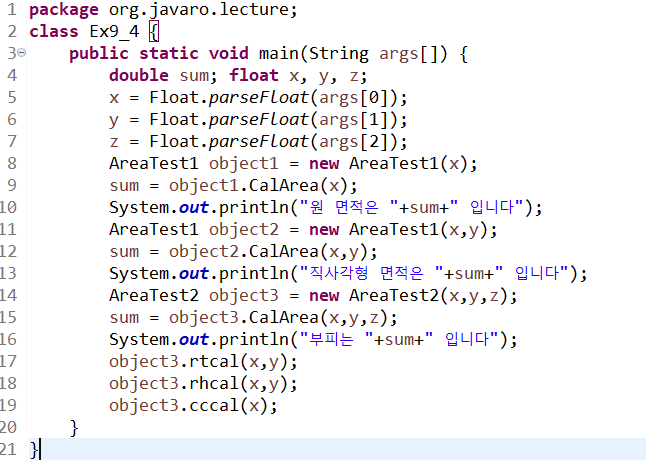 1 package org.javaro.lecture;
2 class Ex9_4 {
3 public static void main(String args[]) {
4 double sum; float x, y, z;
5 x = Float.parseFloat(args[0]);
6 y = Float.parseFloat(args[1]);
7 z = Float.parseFloat(args[2]);
8 AreaTest1 object1 = new AreaTest1(x);
9 sum = object1.CalArea(x);
10 System.out.println("원 면적은 "+sum+" 입니다");
11 AreaTest1 object2 = new AreaTest1(x,y);
12 sum = object2.CalArea(x,y);
13 System.out.println("직사각형 면적은 "+sum+" 입니다");
14 AreaTest2 object3 = new AreaTest2(x,y,z);
15 sum = object3.CalArea(x,y,z);
16 System.out.println("부피는 "+sum+" 입니다");
17 object3.rtcal(x,y);
18 object3.rhcal(x,y);
19 object3.cccal(x);
20 }
21 }